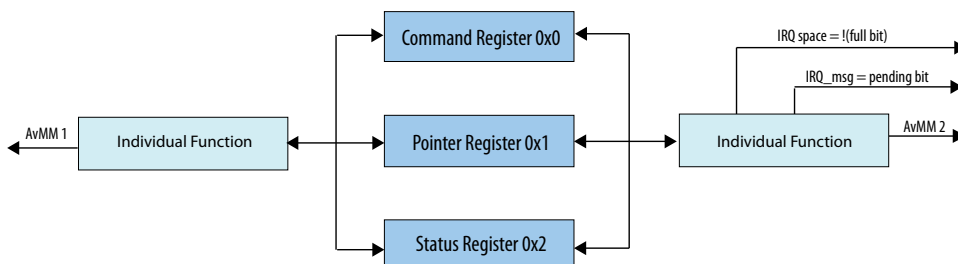 Command Register 0x0
IRQ space = !(full bit)
IRQ_msg = pending bit
AvMM 1
Individual Function
Pointer Register 0x1
Individual Function
AvMM 2
Status Register 0x2